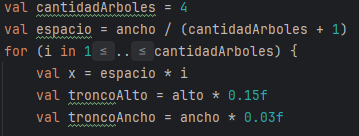 val cantidadArboles = 4
val espacio = ancho / (cantidadArboles + 1)
for (i in 1 ≤ .. ≤ cantidadArboles) {
val x = espacio * i
val troncoAlto = alto * 0.15f
val troncoAncho = ancho * 0.03f